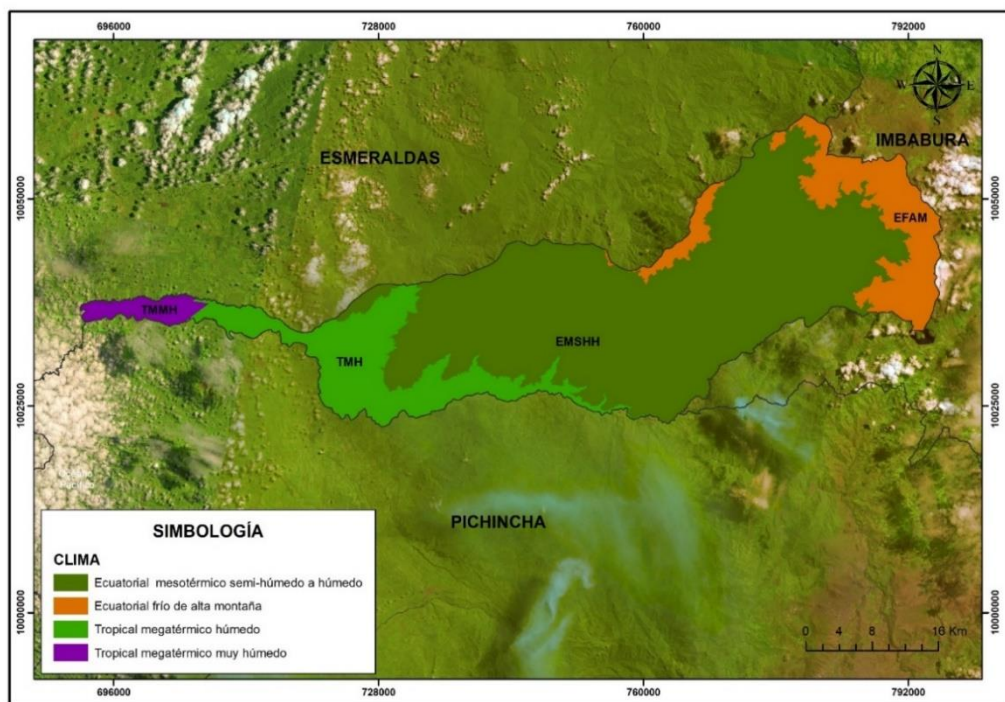 696000 728000 760000 792000
N
W E
S
IMBABURA
ESMERALDAS
10050000 10050000
EFAM
TMMH
EMSHH
TMH
10025000 10025000
PICHINCHA
SIMBOLOGÍA
CLIMA
Ecuatorial mesotérmico semi-húmedo a húmedo
Ecuatorial frío de alta montaña
Tropical megatérmico húmedo
Tropical megatérmico muy húmedo
10000000 10000000
0 4 8 16 Km
696000 728000 760000 792000